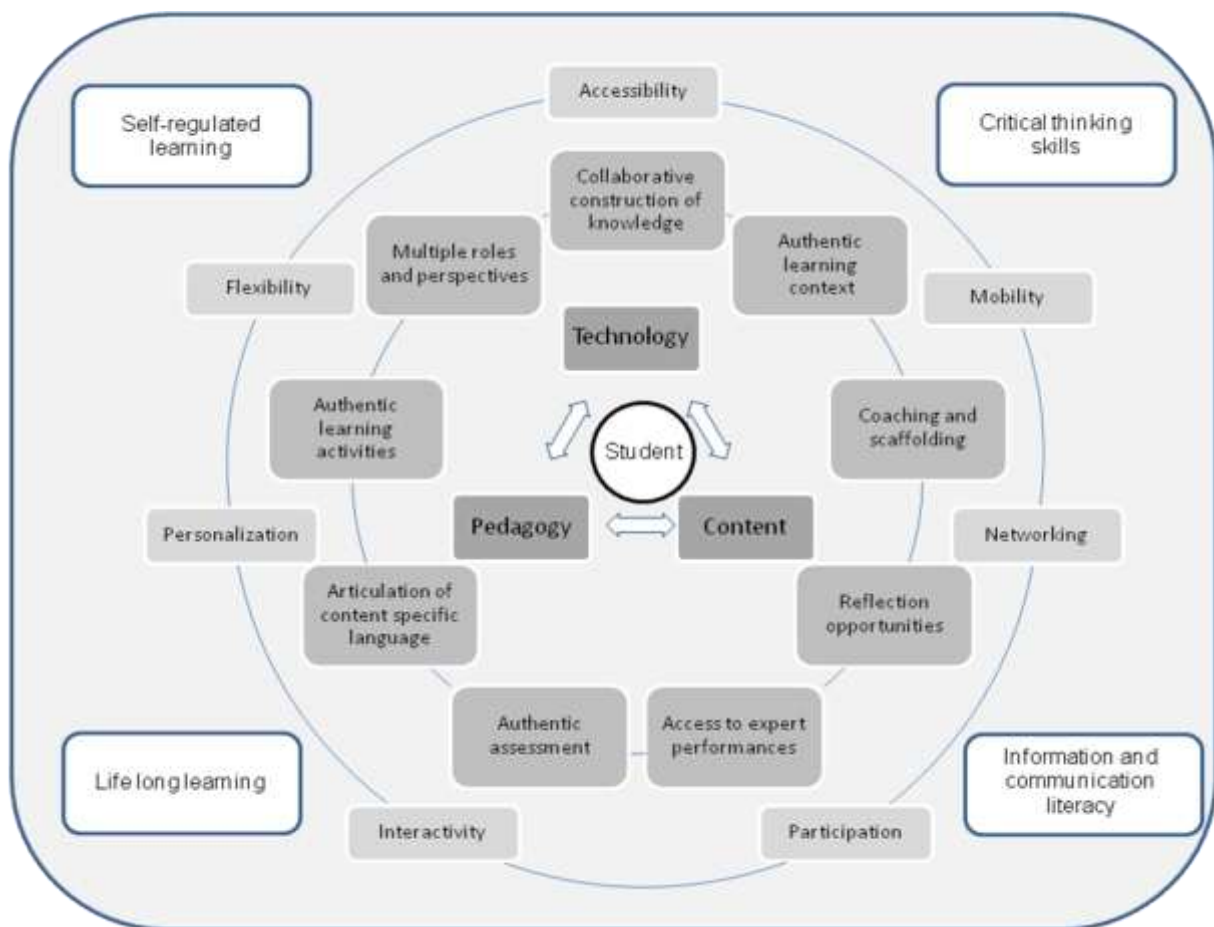 Accessibility
Self-regulated
learning
Critical thinking
skills
Collaborative
construction of
knowledge
Multiple roles
and perspectives
Authentic
learning
context
Flexibility
Mobility
Technology
Authentic
learning
activities
Coaching and
scaffolding
Student
Personalization
Pedagogy
Content
Networking
Articulation of
content specific
language
Reflection
opportunities
Authentic
assessment
Access to expert
performances
Life long learning
Information and
communication
literacy
Interactivity
Participation